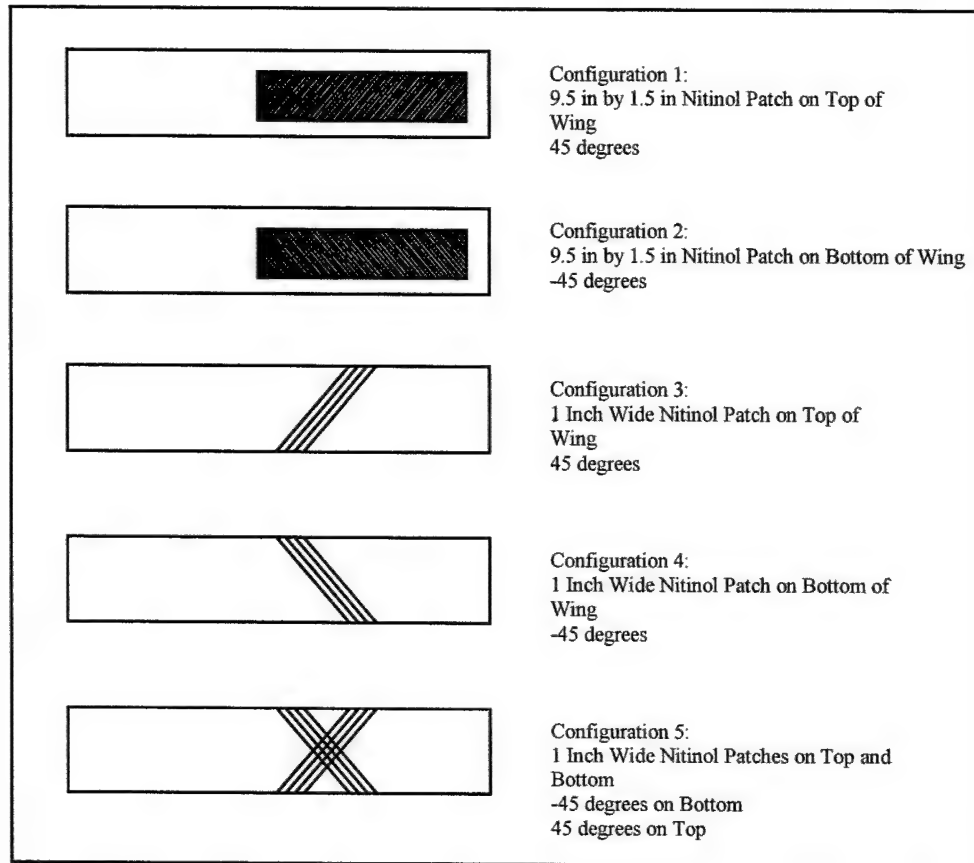 Configuration 1:
9.5 in by 1.5 in Nitinol Patch on Top of
Wing
45 degrees
Configuration 2:
9.5 in by 1.5 in Nitinol Patch on Bottom of Wing
-45 degrees
Configuration 3:
1 Inch Wide Nitinol Patch on Top of
Wing
45 degrees
Configuration 4:
1 Inch Wide Nitinol Patch on Bottom of
Wing
-45 degrees
Configuration 5:
1 Inch Wide Nitinol Patches on Top and
Bottom
-45 degrees on Bottom
45 degrees on Top